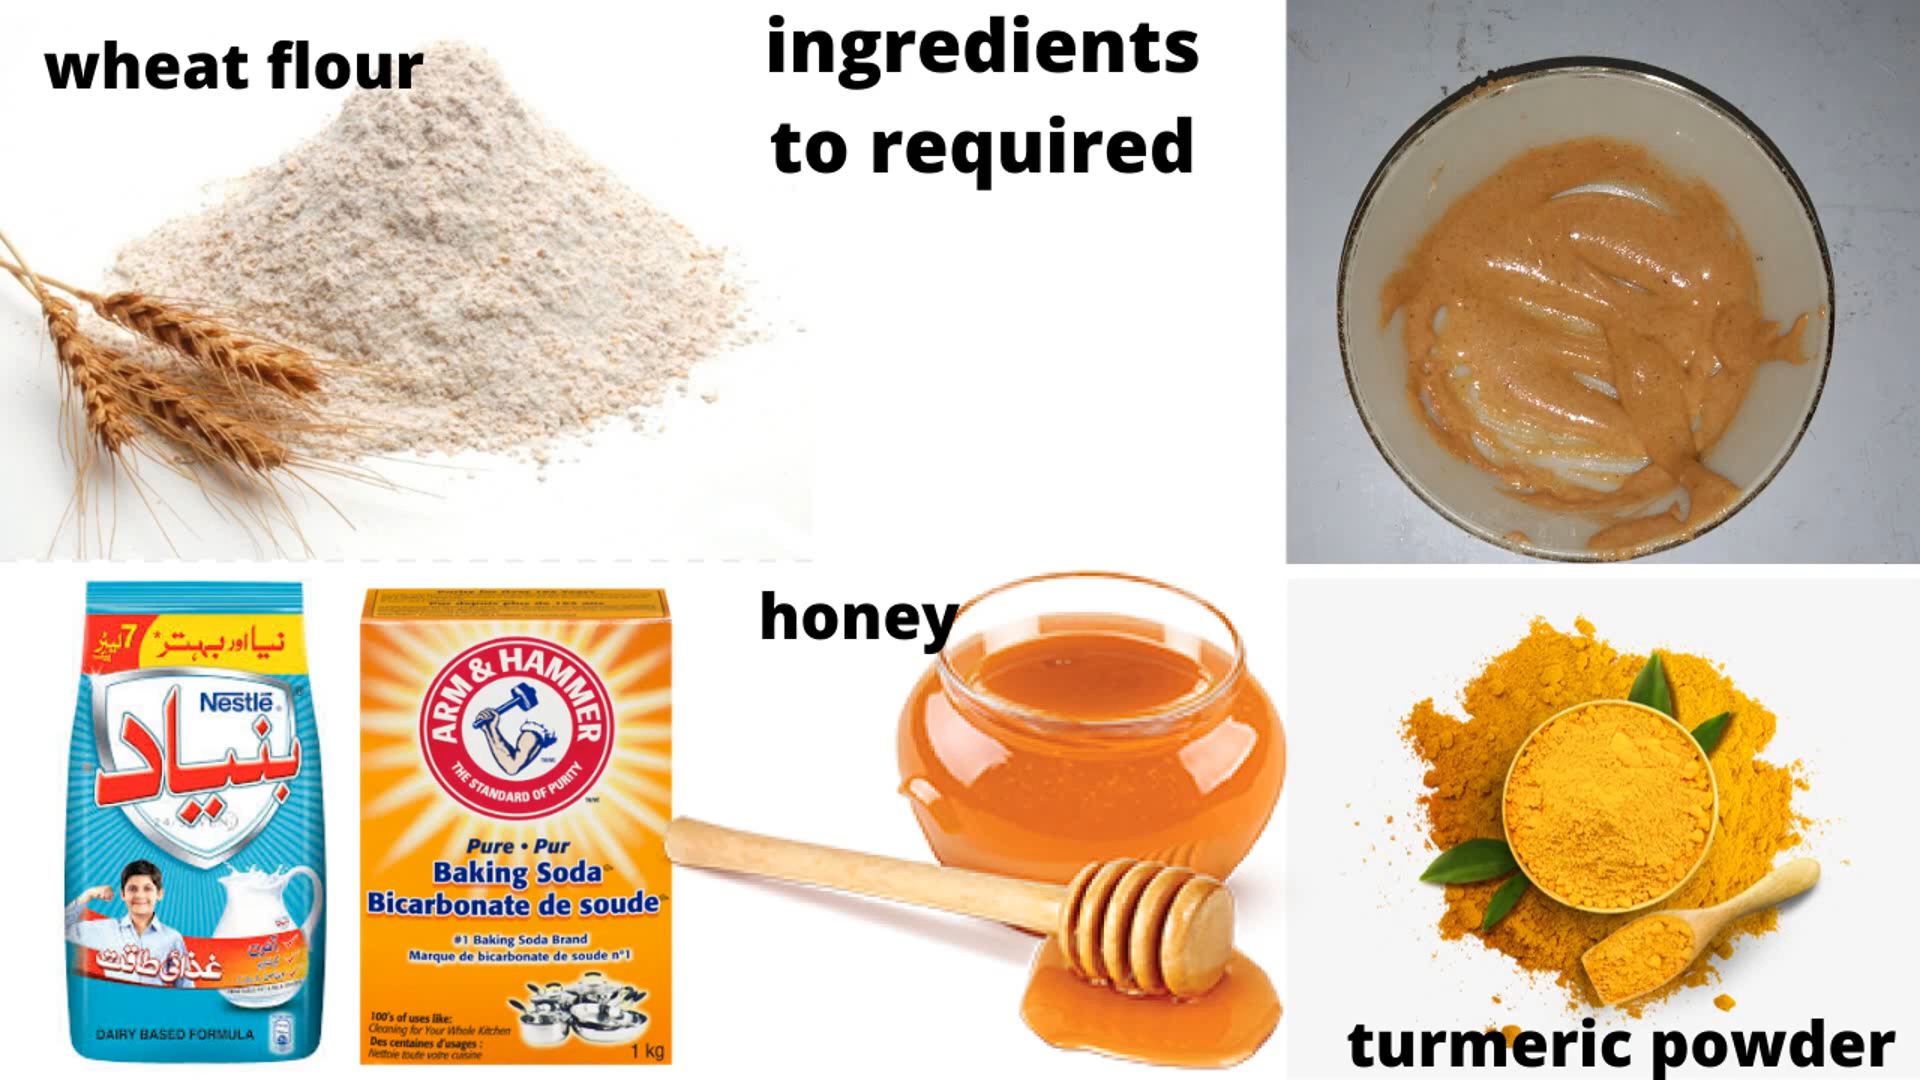 wheat flour
ingredients
to required
نیا اور بہتر*
7 لیٹر
Nestlé
بنیاد
غذائی طاقت
DAIRY BASED FORMULA
ARM & HAMMER
THE STANDARD OF PURITY
Pure • Pur
Baking Soda
Bicarbonate de soude
#1 Baking Soda Brand
Marque de bicarbonate de soude n°1
100's of uses like:
Cleaning for Your Whole Kitchen
Des centaines d'usages :
Nettoie toute votre cuisine
1 kg
honey
turmeric powder